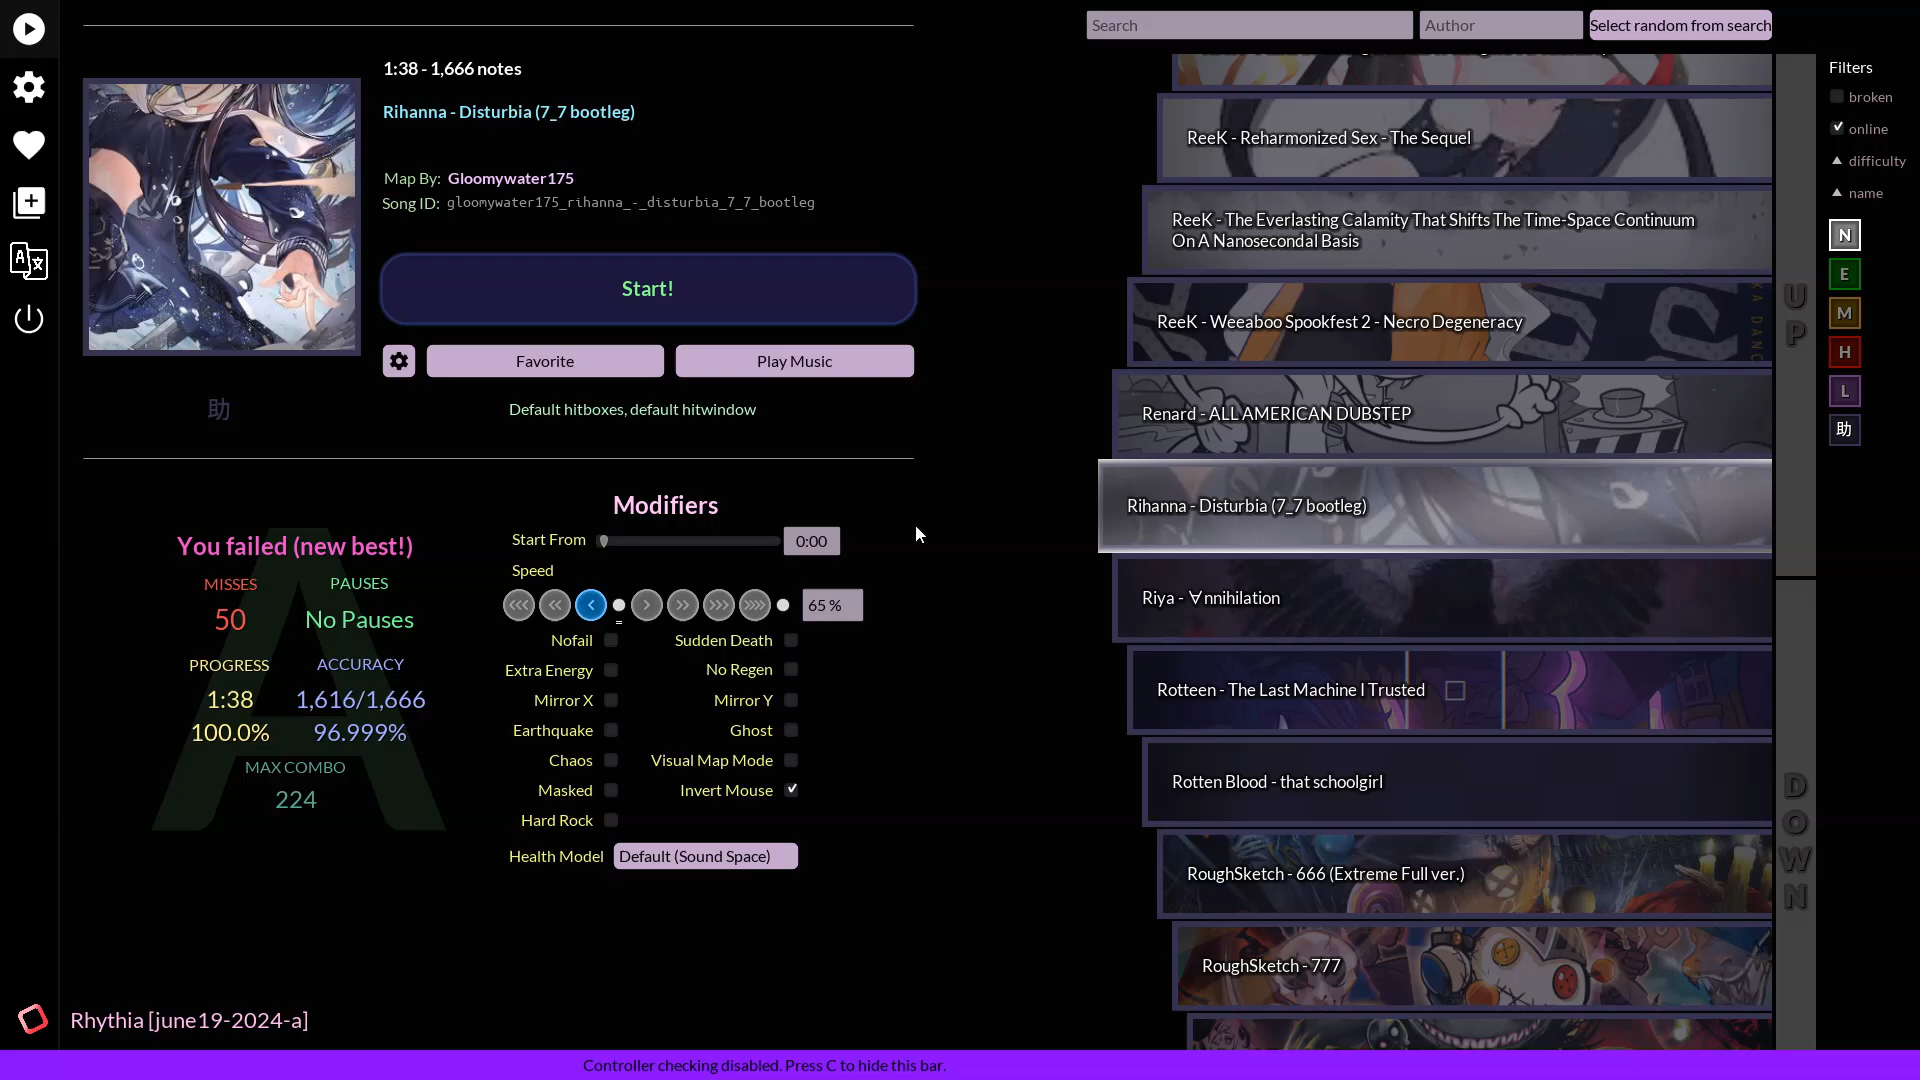 1:38 - 1,666 notes
Rihanna - Disturbia (7_7 bootleg)
Map By: Gloomywater175
Song ID: gloomywater175_rihanna_-_disturbia_7_7_bootleg
Start!
Favorite
Play Music
助
Default hitboxes, default hitwindow
You failed (new best!)
MISSES
PAUSES
50
No Pauses
PROGRESS
ACCURACY
1:38
1,616/1,666
100.0%
96.999%
MAX COMBO
224
A
Modifiers
Start From
0:00
Speed
65 %
=
Nofail
Sudden Death
Extra Energy
No Regen
Mirror X
Mirror Y
Earthquake
Ghost
Chaos
Visual Map Mode
Masked
Invert Mouse
Hard Rock
Health Model
Default (Sound Space)
Rhythia [june19-2024-a]
Search
Author
Select random from search
ReeK - Reharmonized Sex - The Sequel
ReeK - The Everlasting Calamity That Shifts The Time-Space Continuum
On A Nanosecondal Basis
ReeK - Weeaboo Spookfest 2 - Necro Degeneracy
Renard - ALL AMERICAN DUBSTEP
Rihanna - Disturbia (7_7 bootleg)
Riya - ∀nnihilation
Rotteen - The Last Machine I Trusted □
Rotten Blood - that schoolgirl
RoughSketch - 666 (Extreme Full ver.)
RoughSketch - 777
UP
DOWN
Filters
broken
online
difficulty
name
N
E
M
H
L
助
Controller checking disabled. Press C to hide this bar.